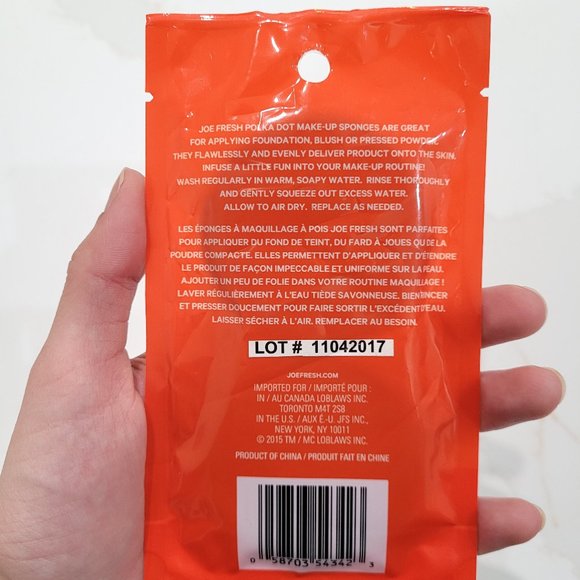 JOE FRESH POLKA DOT MAKE-UP SPONGES ARE GREAT
FOR APPLYING FOUNDATION, BLUSH OR PRESSED POWDER.
THEY FLAWLESSLY AND EVENLY DELIVER PRODUCT ONTO THE SKIN.
INFUSE A LITTLE FUN INTO YOUR MAKE-UP ROUTINE!
WASH REGULARLY IN WARM, SOAPY WATER. RINSE THOROUGHLY
AND GENTLY SQUEEZE OUT EXCESS WATER.
ALLOW TO AIR DRY. REPLACE AS NEEDED.
LES ÉPONGES À MAQUILLAGE À POIS JOE FRESH SONT PARFAITES
POUR APPLIQUER DU FOND DE TEINT, DU FARD À JOUES OU DE LA
POUDRE COMPACTE. ELLES PERMETTENT D'APPLIQUER ET D'ÉTENDRE
LE PRODUIT DE FAÇON IMPECCABLE ET UNIFORME SUR LA PEAU.
AJOUTER UN PEU DE FOLIE DANS VOTRE ROUTINE MAQUILLAGE !
LAVER RÉGULIÈREMENT À L'EAU TIÈDE SAVONNEUSE. BIEN RINCER
ET PRESSER DOUCEMENT POUR FAIRE SORTIR L'EXCÉDENT D'EAU.
LAISSER SÉCHER À L'AIR. REMPLACER AU BESOIN.
LOT # 11042017
JOEFRESH.COM
IMPORTED FOR / IMPORTÉ POUR :
IN / AU CANADA LOBLAWS INC.
TORONTO M4T 2S8
IN THE U.S. / AUX É.-U. JFS INC.,
NEW YORK, NY 10011
© 2015 TM / MC LOBLAWS INC.
PRODUCT OF CHINA / PRODUIT FAIT EN CHINE
0 58703 54342 3